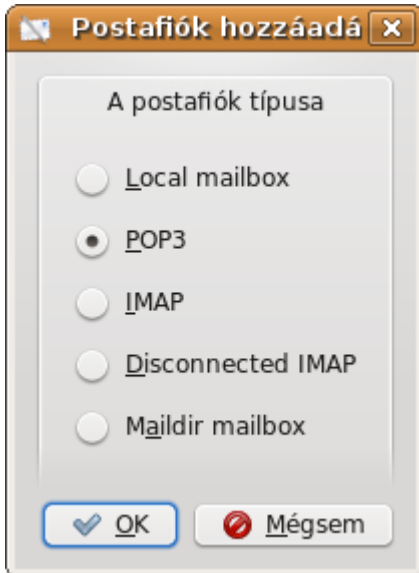 Postafiók hozzáadá
A postafiók típusa
Local mailbox
POP3
IMAP
Disconnected IMAP
Maildir mailbox
OK
Mégsem